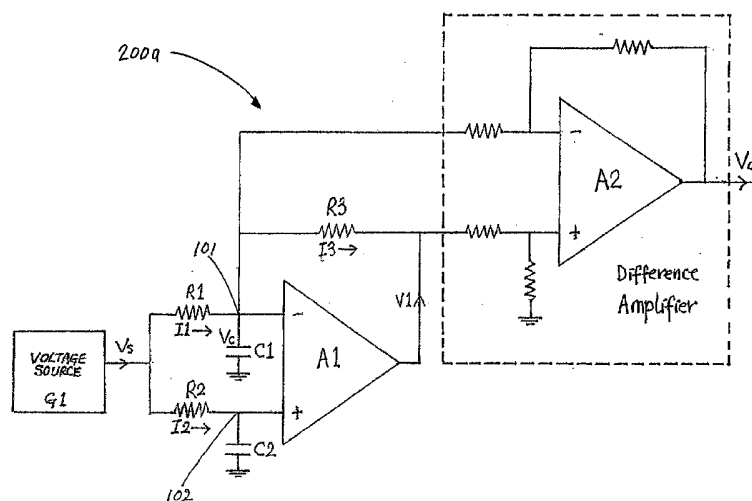 200a
R3
I3→
A2
-
+
Difference
Amplifier
101
R1
I1→
Vc
C1
V1
A1
-
+
VOLTAGE
SOURCE
G1
Vs
R2
I2→
C2
102